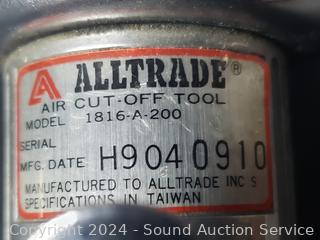 ALLTRADE®
AIR CUT-OFF TOOL
MODEL 1816-A-200
SERIAL
MFG. DATE H9040910
MANUFACTURED TO ALLTRADE INC S
SPECIFICATIONS IN TAIWAN
Copyright 2024 - Sound Auction Service